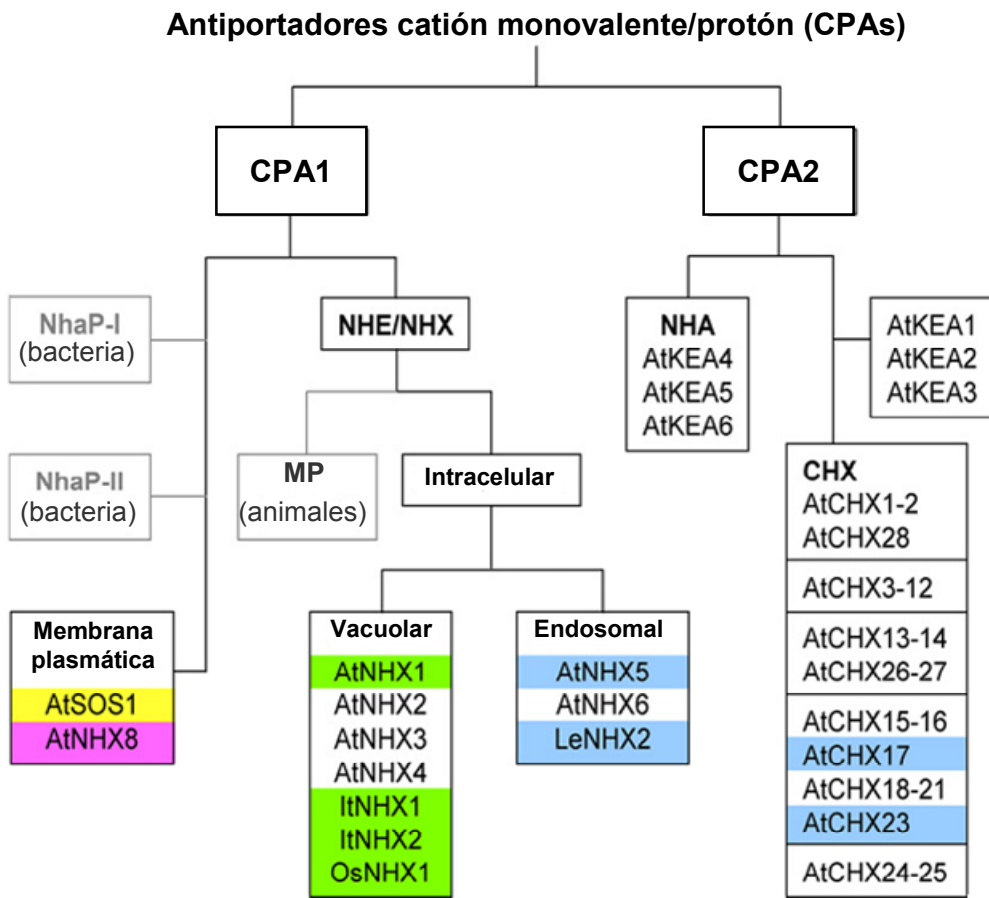 Antiportadores catión monovalente/protón (CPAs)
CPA1
CPA2
NhaP-I
(bacteria)
NHE/NHX
NHA
AtKEA4
AtKEA5
AtKEA6
AtKEA1
AtKEA2
AtKEA3
NhaP-II
(bacteria)
MP
(animales)
Intracelular
CHX
AtCHX1-2
AtCHX28
AtCHX3-12
AtCHX13-14
AtCHX26-27
AtCHX15-16
AtCHX17
AtCHX18-21
AtCHX23
AtCHX24-25
Membrana
plasmática
AtSOS1
AtNHX8
Vacuolar
AtNHX1
AtNHX2
AtNHX3
AtNHX4
ItNHX1
ItNHX2
OsNHX1
Endosomal
AtNHX5
AtNHX6
LeNHX2